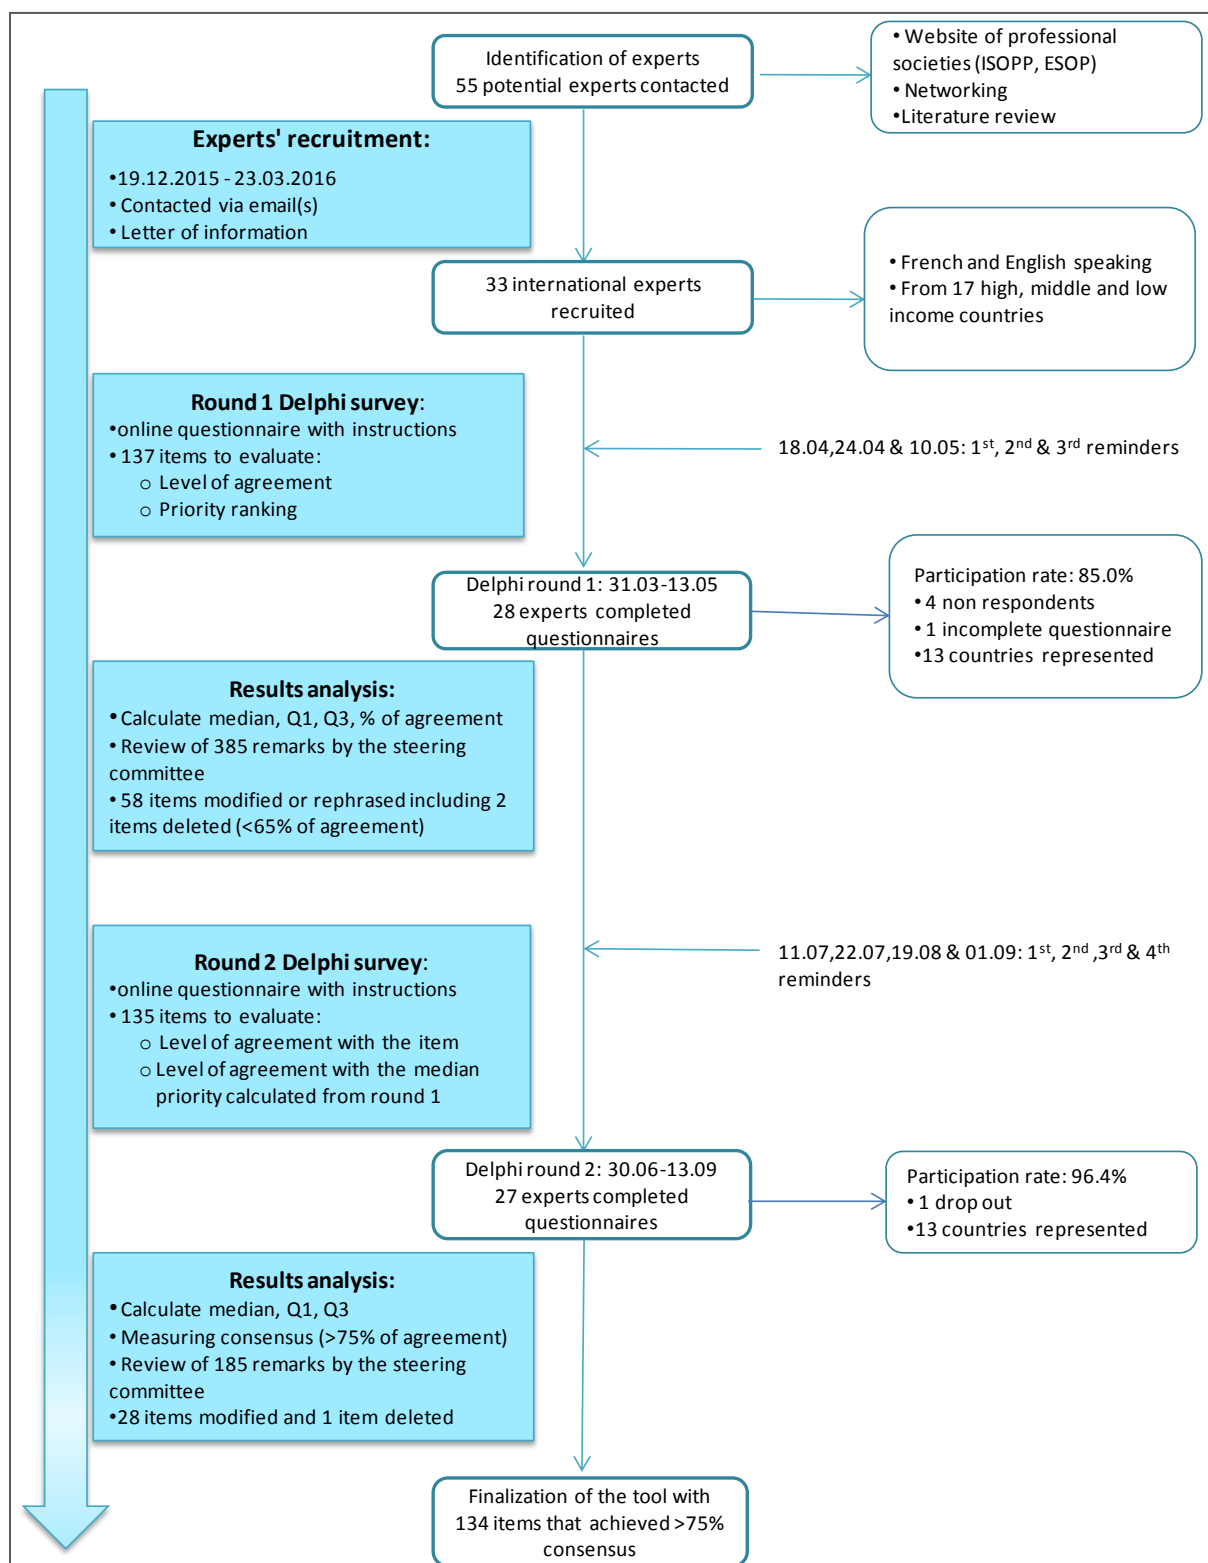 Identification of experts
55 potential experts contacted
• Website of professional
societies (ISOPP, ESOP)
• Networking
•Literature review
Experts' recruitment:
•19.12.2015 - 23.03.2016
• Contacted via email(s)
• Letter of information
33 international experts
recruited
• French and English speaking
• From 17 high, middle and low
income countries
Round 1 Delphi survey:
•online questionnaire with instructions
• 137 items to evaluate:
o Level of agreement
o Priority ranking
18.04,24.04 & 10.05: 1st, 2nd & 3rd reminders
Delphi round 1: 31.03-13.05
28 experts completed
questionnaires
Participation rate: 85.0%
• 4 non respondents
• 1 incomplete questionnaire
•13 countries represented
Results analysis:
• Calculate median, Q1, Q3, % of agreement
• Review of 385 remarks by the steering
committee
• 58 items modified or rephrased including 2
items deleted (<65% of agreement)
11.07,22.07,19.08 & 01.09: 1st, 2nd ,3rd & 4th
reminders
Round 2 Delphi survey:
•online questionnaire with instructions
• 135 items to evaluate:
o Level of agreement with the item
o Level of agreement with the median
priority calculated from round 1
Delphi round 2: 30.06-13.09
27 experts completed
questionnaires
Participation rate: 96.4%
• 1 drop out
•13 countries represented
Results analysis:
• Calculate median, Q1, Q3
• Measuring consensus (>75% of agreement)
• Review of 185 remarks by the steering
committee
•28 items modified and 1 item deleted
Finalization of the tool with
134 items that achieved >75%
consensus